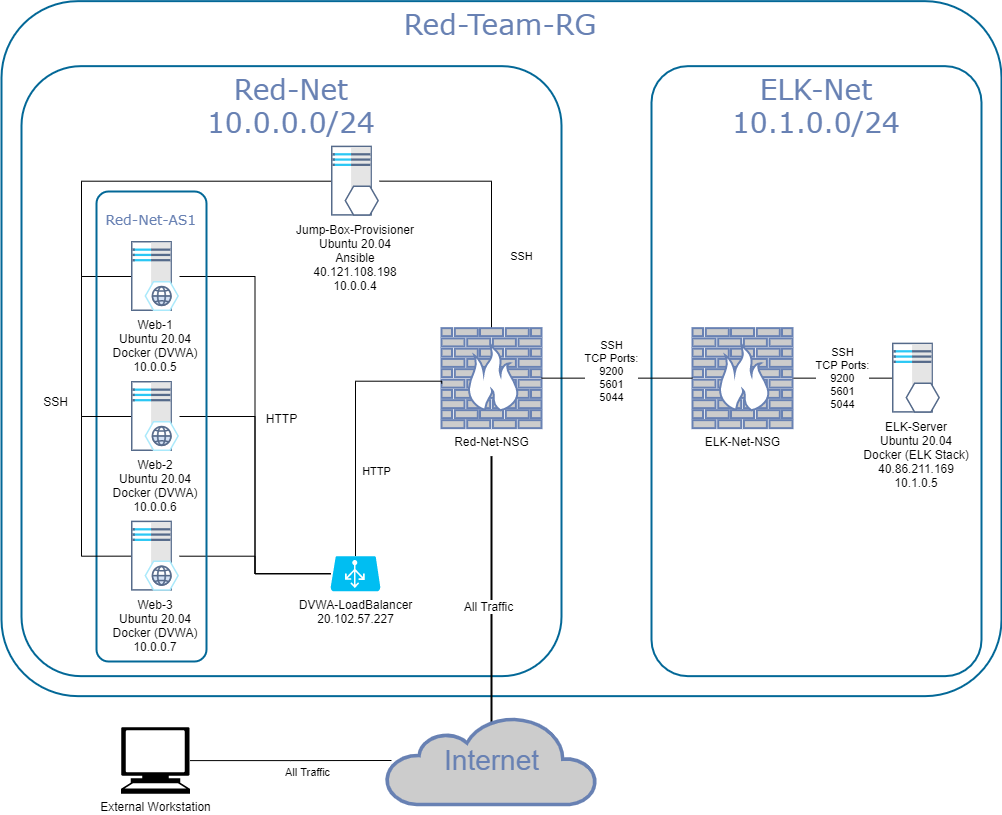 Red-Team-RG
Red-Net
10.0.0.0/24
ELK-Net
10.1.0.0/24
Red-Net-AS1
Jump-Box-Provisioner
Ubuntu 20.04
Ansible
40.121.108.198
10.0.0.4
SSH
Web-1
Ubuntu 20.04
Docker (DVWA)
10.0.0.5
SSH
HTTP
Web-2
Ubuntu 20.04
Docker (DVWA)
10.0.0.6
Web-3
Ubuntu 20.04
Docker (DVWA)
10.0.0.7
HTTP
DVWA-LoadBalancer
20.102.57.227
Red-Net-NSG
SSH
TCP Ports:
9200
5601
5044
ELK-Net-NSG
SSH
TCP Ports:
9200
5601
5044
ELK-Server
Ubuntu 20.04
Docker (ELK Stack)
40.86.211.169
10.1.0.5
All Traffic
Internet
All Traffic
External Workstation